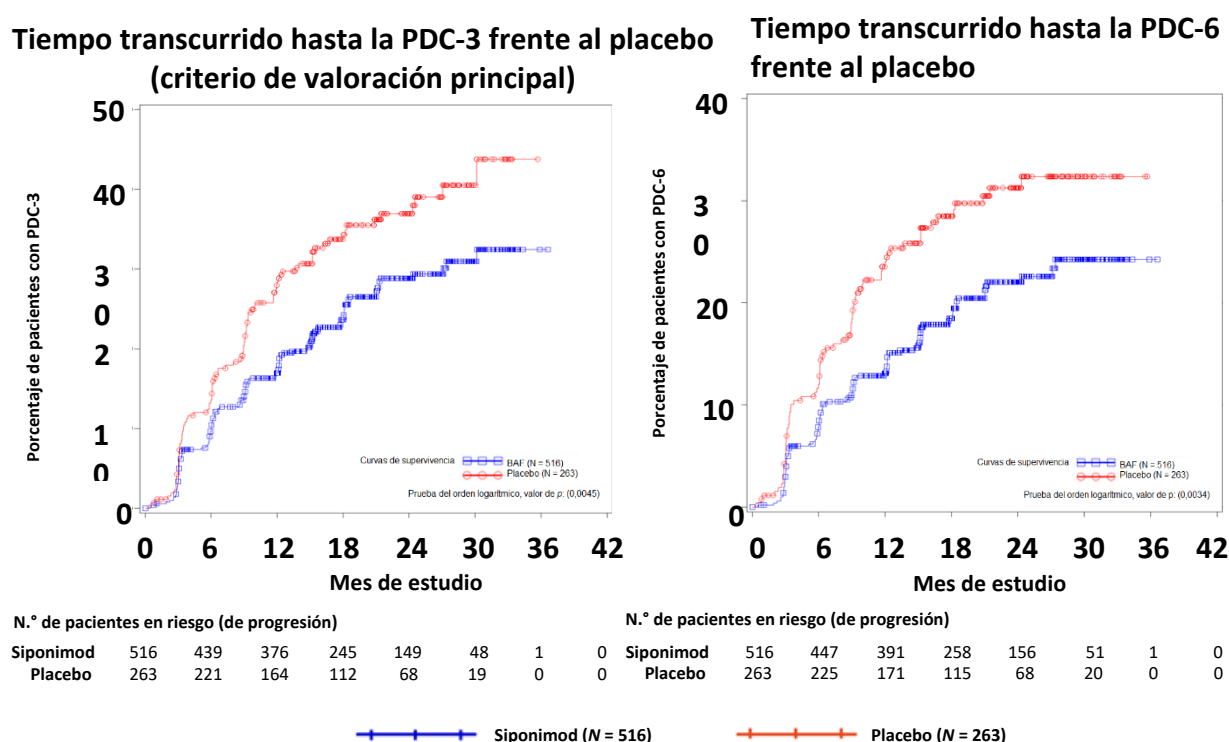 Tiempo transcurrido hasta la PDC-3 frente al placebo
(criterio de valoración principal)
Porcentaje de pacientes con PDC-3
50
40
3
0
2
1
0
0
Curvas de supervivencia
BAF (N = 516)
Placebo (N = 263)
Prueba del orden logarítmico, valor de p: (0,0045)
0 6 12 18 24 30 36 42
Mes de estudio
Tiempo transcurrido hasta la PDC-6
frente al placebo
Porcentaje de pacientes con PDC-6
40
3
0
20
10
0
Curvas de supervivencia
BAF (N = 516)
Placebo (N = 263)
Prueba del orden logarítmico, valor de p: (0,0034)
0 6 12 18 24 30 36 42
Mes de estudio
N.° de pacientes en riesgo (de progresión)
Siponimod 516 439 376 245 149 48 1 0
Placebo 263 221 164 112 68 19 0 0
N.° de pacientes en riesgo (de progresión)
Siponimod 516 447 391 258 156 51 1 0
Placebo 263 225 171 115 68 20 0 0
Siponimod (N = 516)
Placebo (N = 263)